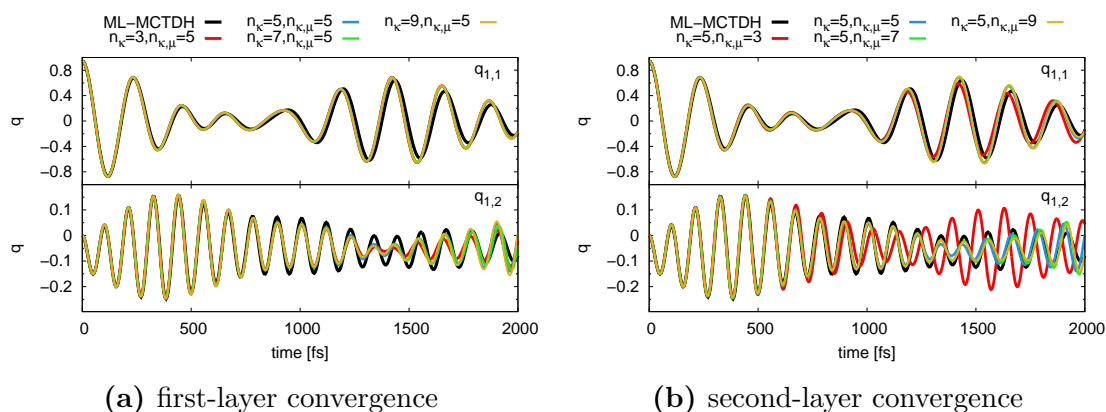 ML−MCTDH nκ=5,nκ,μ=5 nκ=9,nκ,μ=5
nκ=3,nκ,μ=5 nκ=7,nκ,μ=5
0.8
q1,1
0.4
0
q
−0.4
−0.8
q1,2
0.1
0
q
−0.1
−0.2
0 500 1000 1500 2000
time [fs]
(a) first-layer convergence
ML−MCTDH nκ=5,nκ,μ=5 nκ=5,nκ,μ=9
nκ=5,nκ,μ=3 nκ=5,nκ,μ=7
0.8
q1,1
0.4
0
q
−0.4
−0.8
q1,2
0.1
0
q
−0.1
−0.2
0 500 1000 1500 2000
time [fs]
(b) second-layer convergence